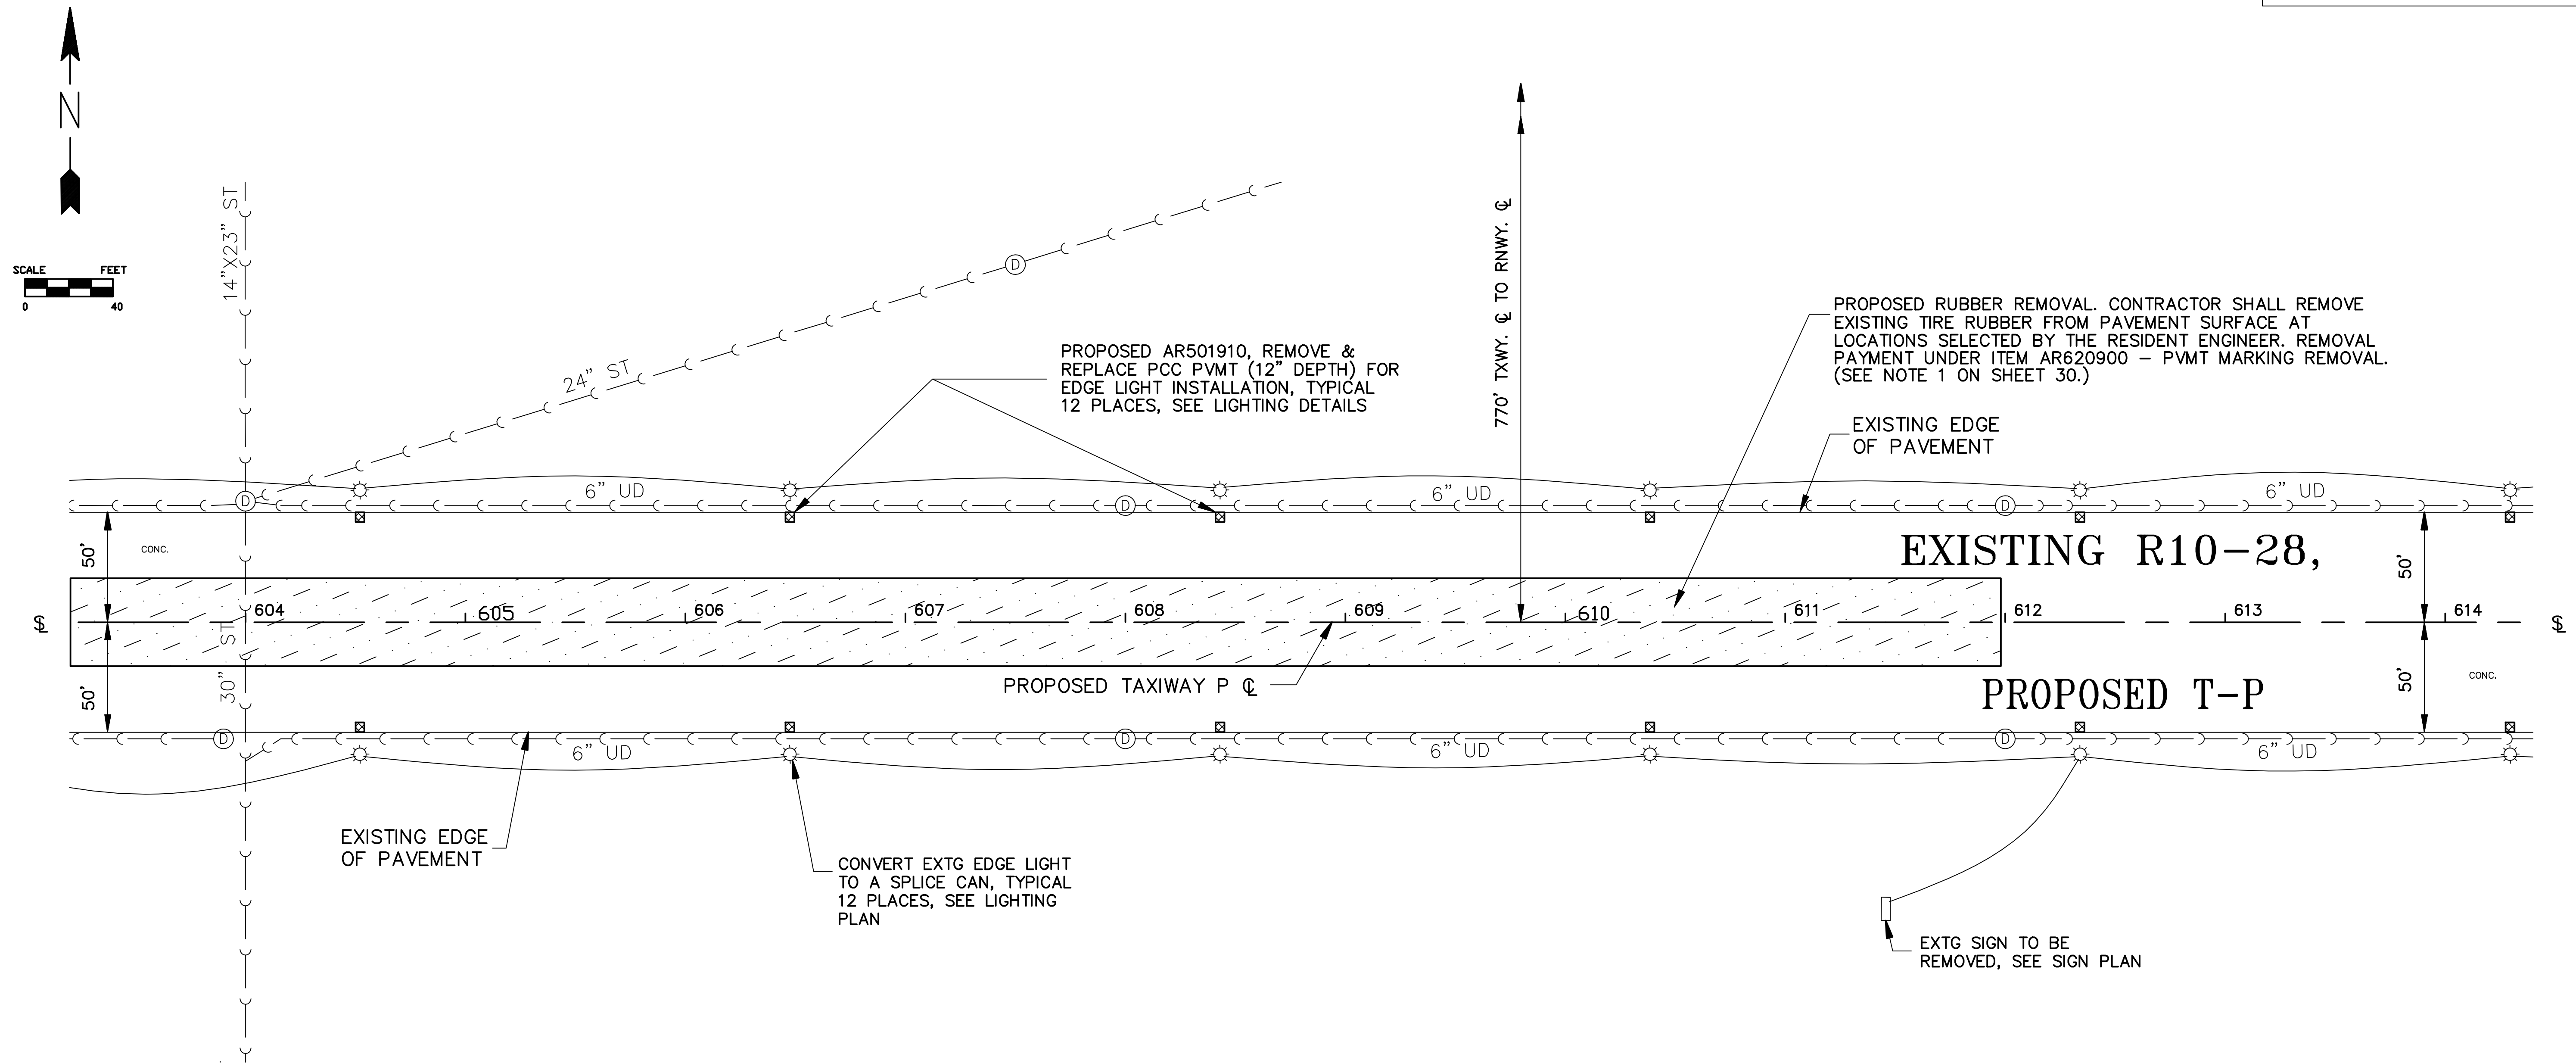 N
SCALE FEET
0 40
14"X23" ST
24" ST
770' TXWY. ℄ TO RNWY. ℄
PROPOSED RUBBER REMOVAL. CONTRACTOR SHALL REMOVE
EXISTING TIRE RUBBER FROM PAVEMENT SURFACE AT
LOCATIONS SELECTED BY THE RESIDENT ENGINEER. REMOVAL
PAYMENT UNDER ITEM AR620900 – PVMT MARKING REMOVAL.
(SEE NOTE 1 ON SHEET 30.)
PROPOSED AR501910, REMOVE &
REPLACE PCC PVMT (12" DEPTH) FOR
EDGE LIGHT INSTALLATION, TYPICAL
12 PLACES, SEE LIGHTING DETAILS
EXISTING EDGE
OF PAVEMENT
6" UD
6" UD
6" UD
D
D
D
D
50'
CONC.
EXISTING R10-28,
50'
℄
604
605
606
607
608
609
610
611
612
613
614
℄
50'
30" ST
PROPOSED TAXIWAY P ℄
PROPOSED T-P
50'
CONC.
D
D
D
6" UD
6" UD
6" UD
EXISTING EDGE
OF PAVEMENT
CONVERT EXTG EDGE LIGHT
TO A SPLICE CAN, TYPICAL
12 PLACES, SEE LIGHTING
PLAN
EXTG SIGN TO BE
REMOVED, SEE SIGN PLAN